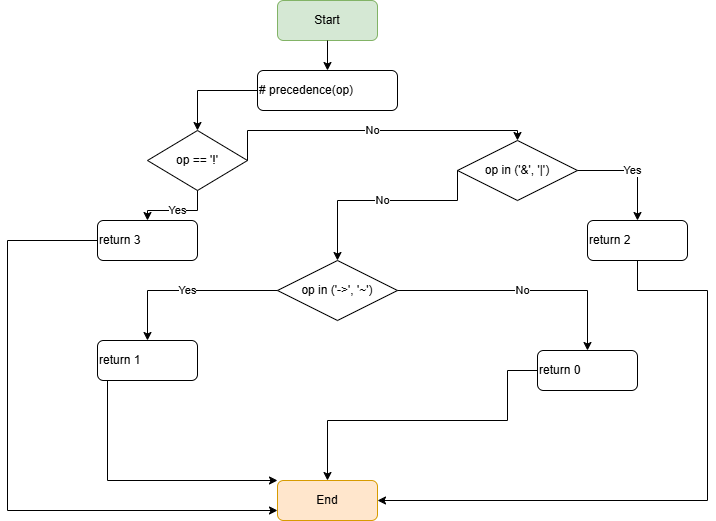 Start
# precedence(op)
No
op == '!'
op in ('&', '|')
Yes
No
Yes
return 3
return 2
op in ('->', '~')
Yes
No
return 1
return 0
End